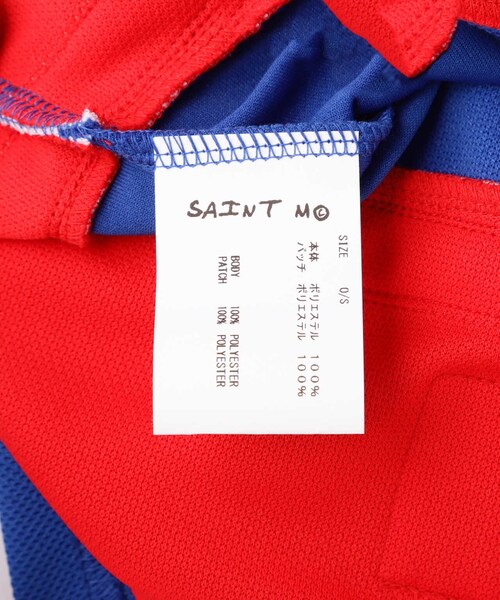 SAINT M©
SIZE O/S
本体 ポリエステル 100%
パッチ ポリエステル 100%
BODY 100% POLYESTER
PATCH 100% POLYESTER